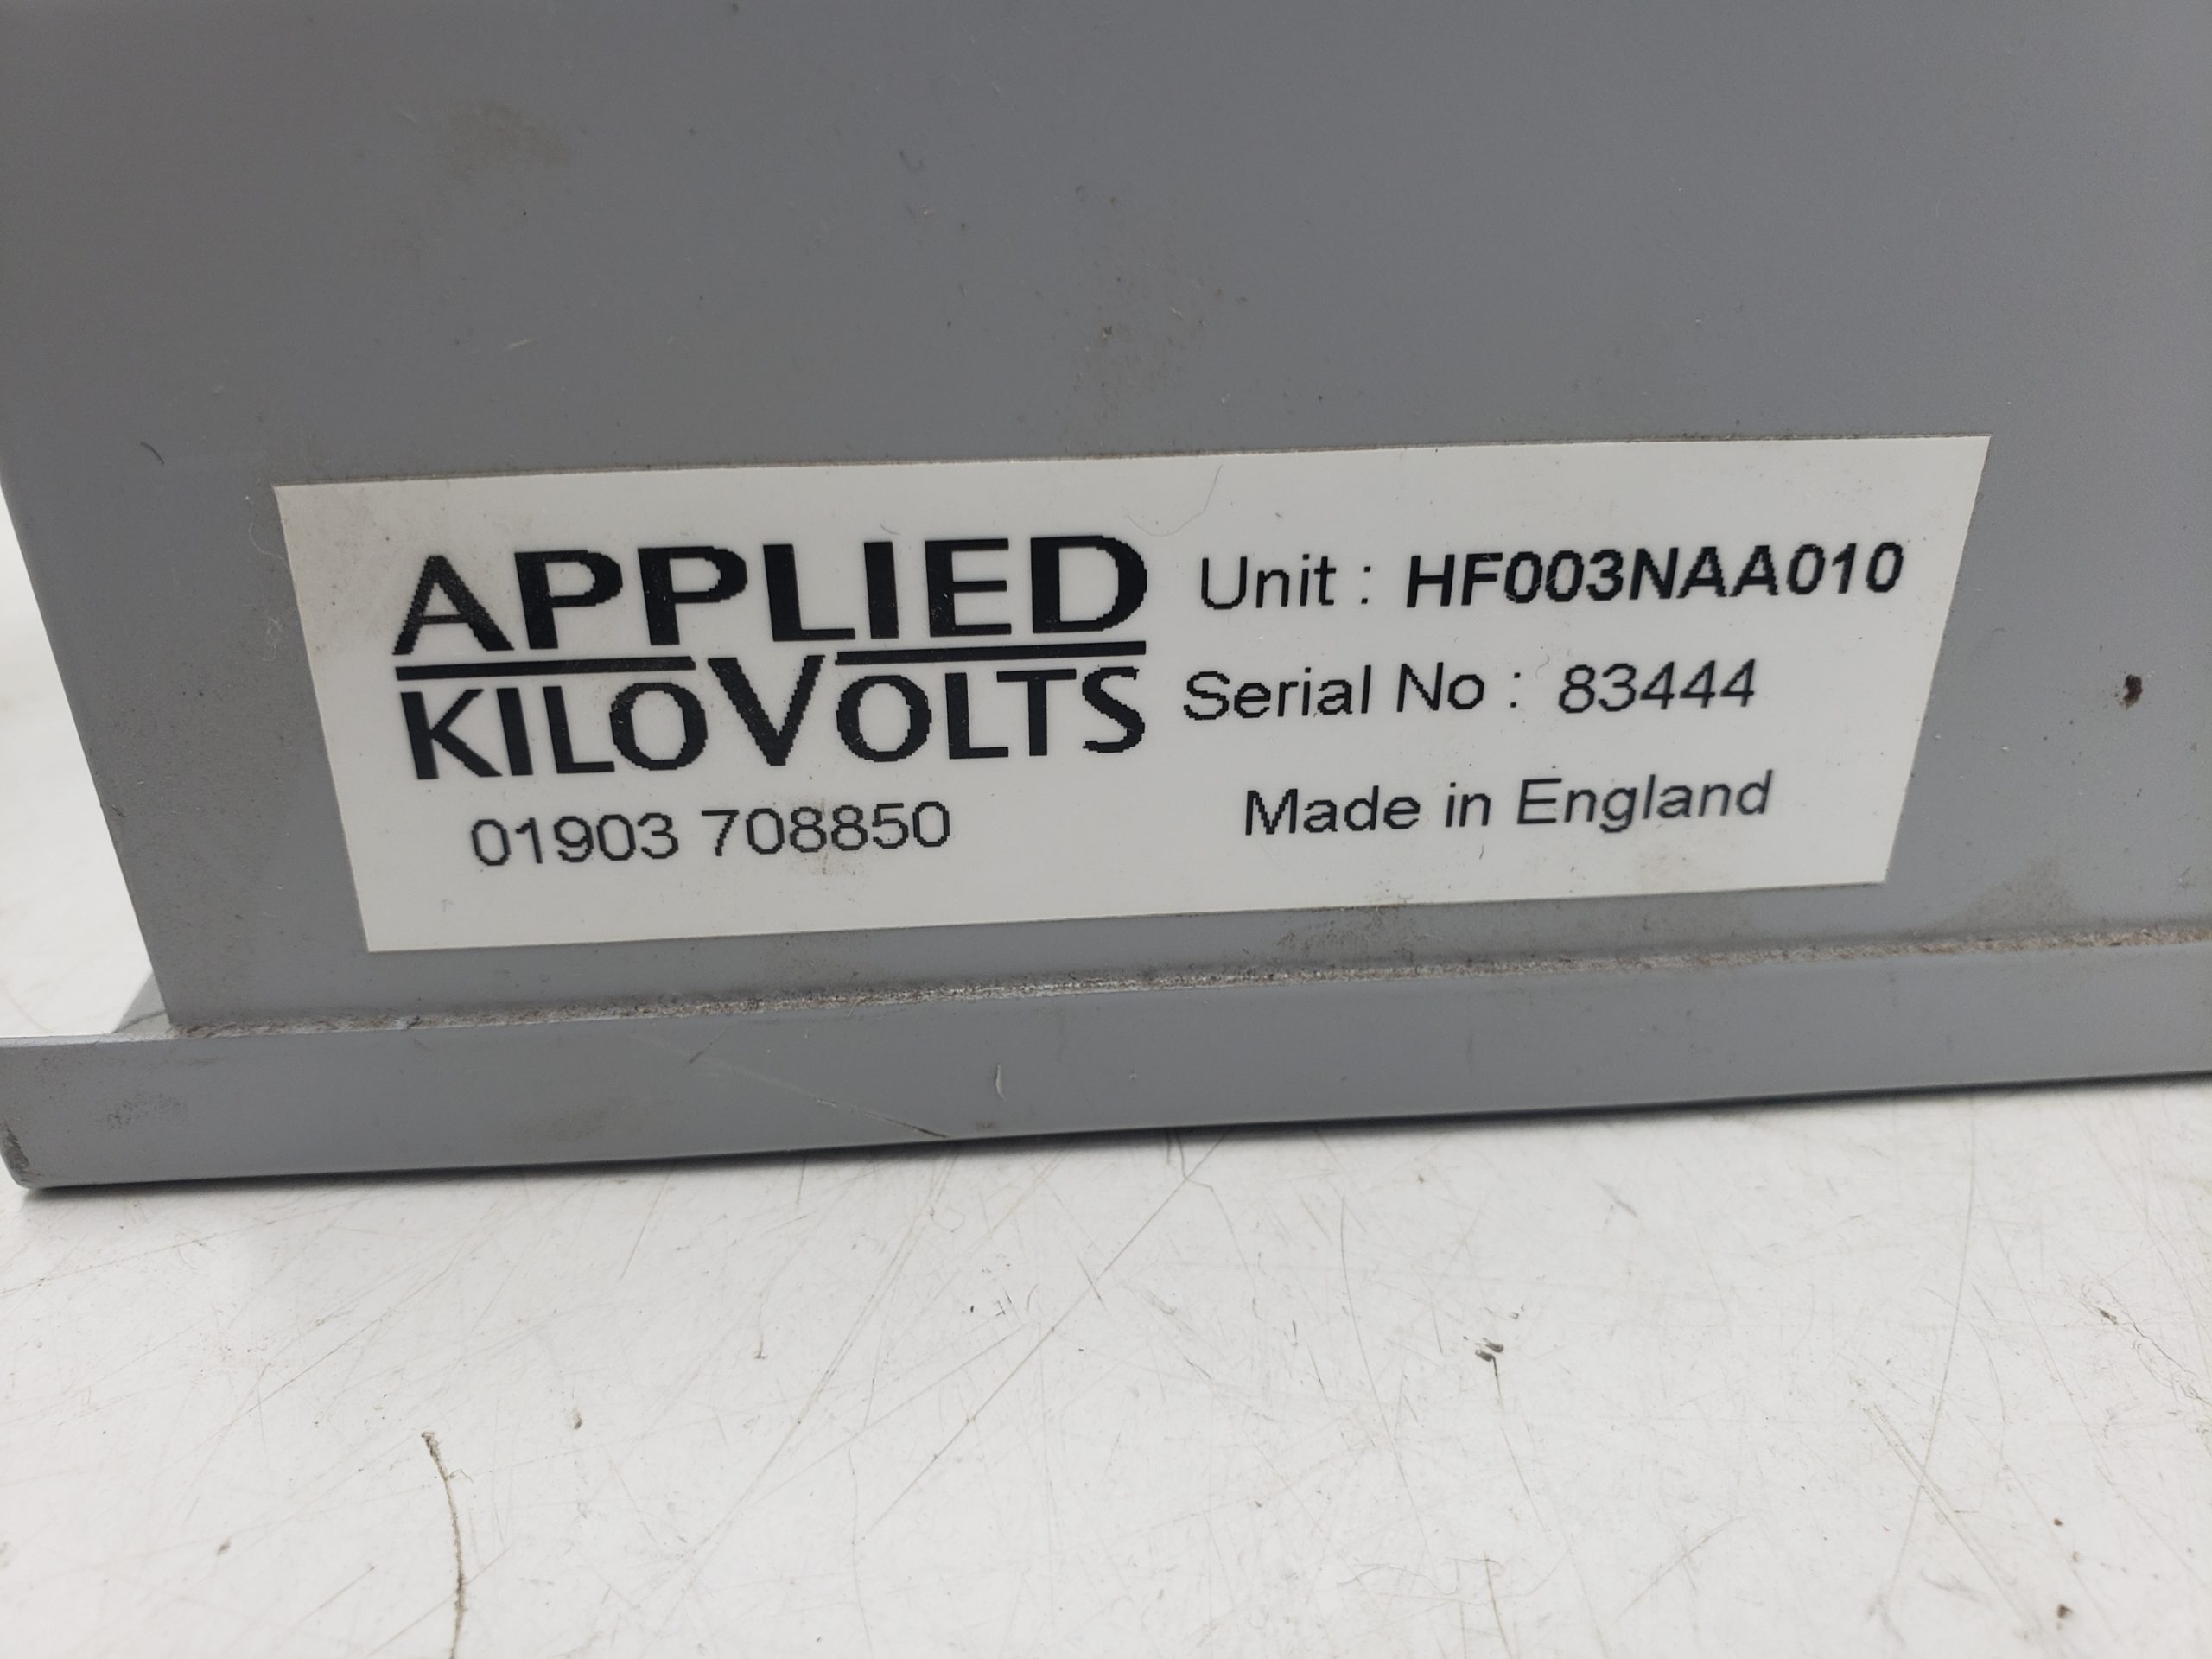 APPLIED
KILOVOLTS
01903 708850
Unit : HF003NAA010
Serial No : 83444
Made in England